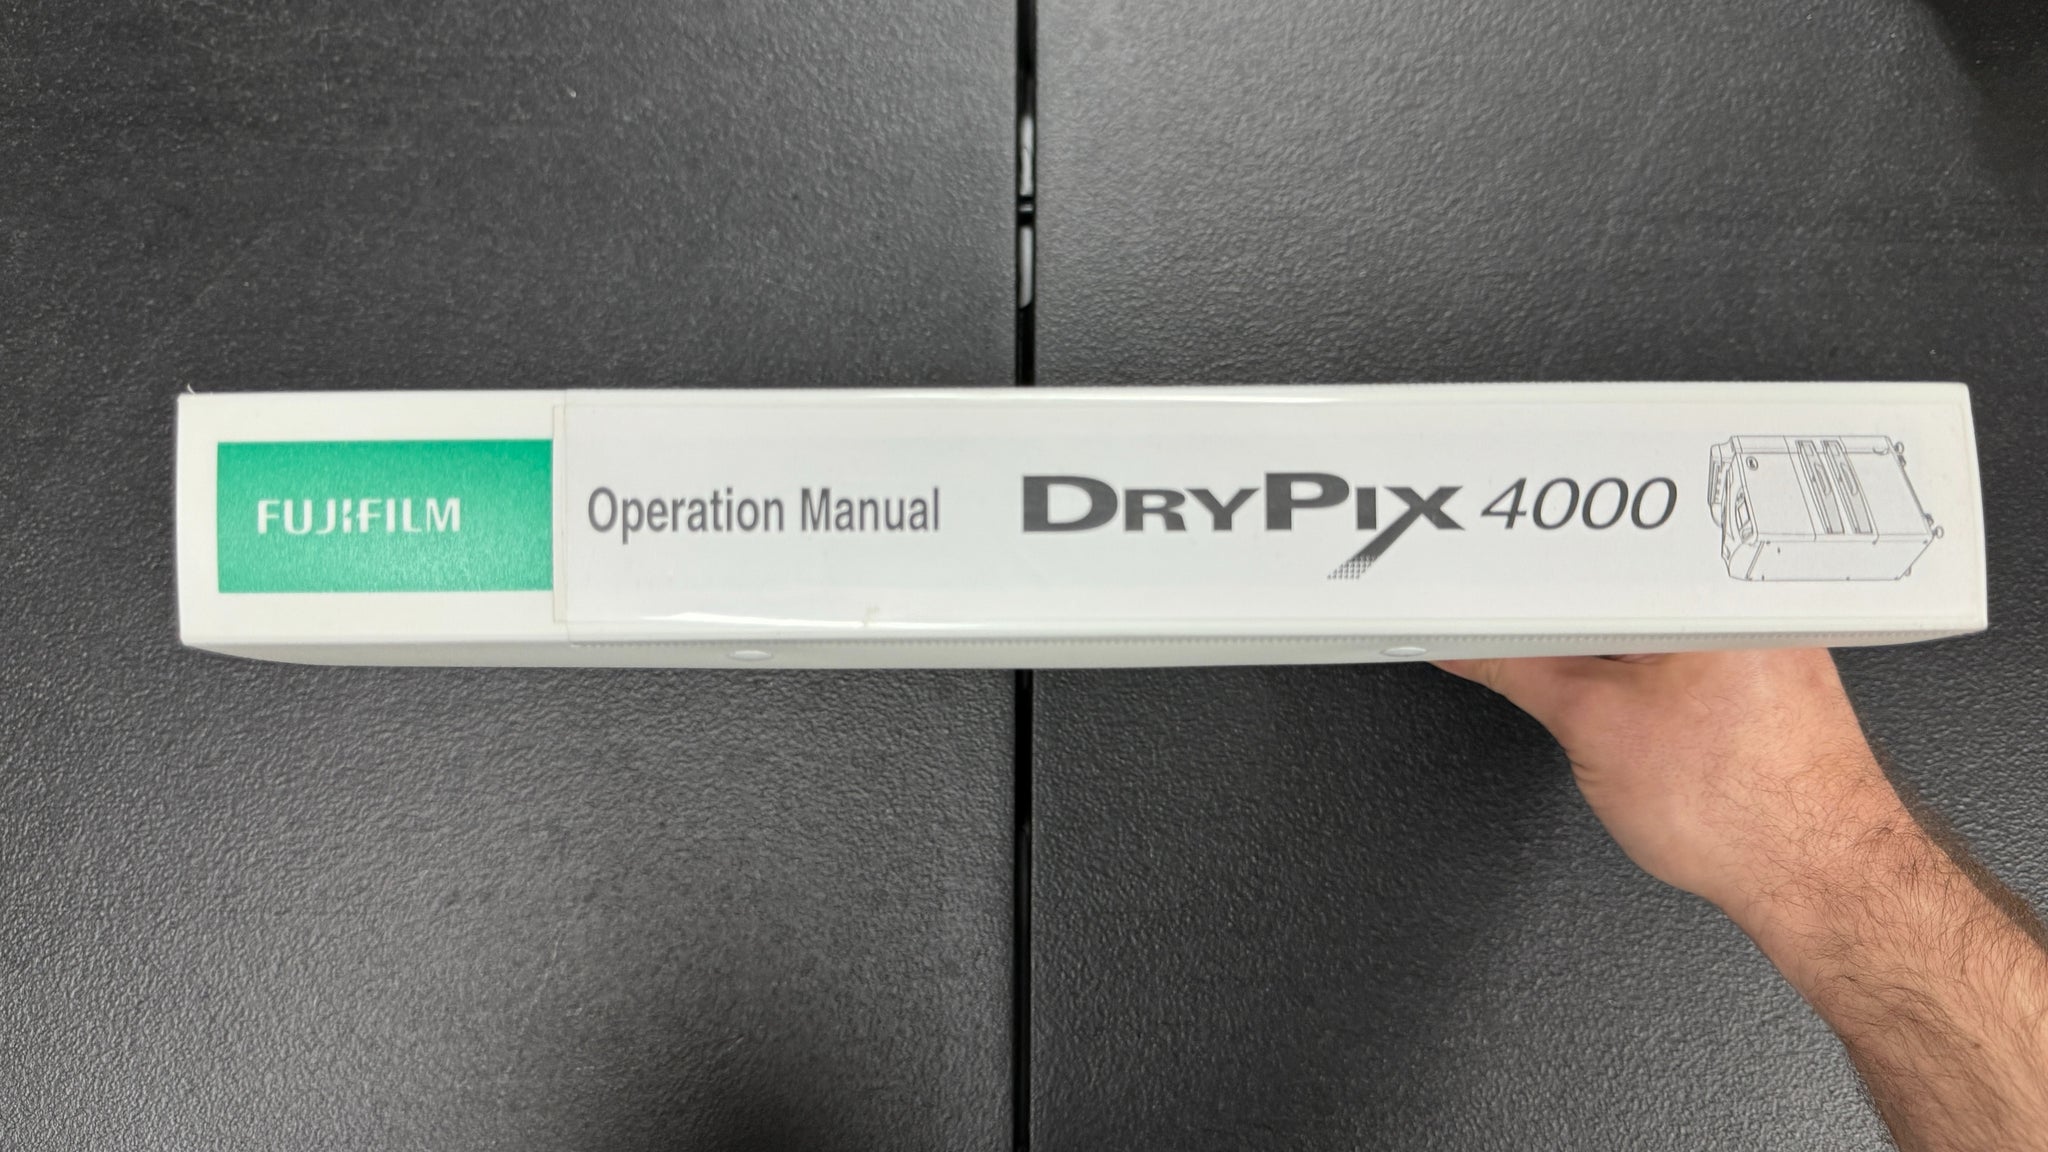 FUJIFILM
Operation Manual
DRYPIX 4000